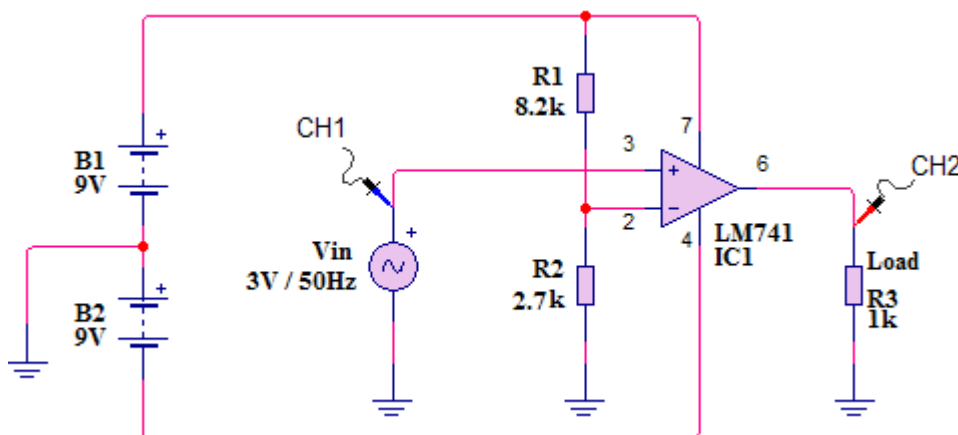 R1
8.2k
CH1
3
7
6
CH2
B1
9V
+
+
−
2
4
LM741
IC1
Vin
3V / 50Hz
+
R2
2.7k
Load
R3
1k
B2
9V
+